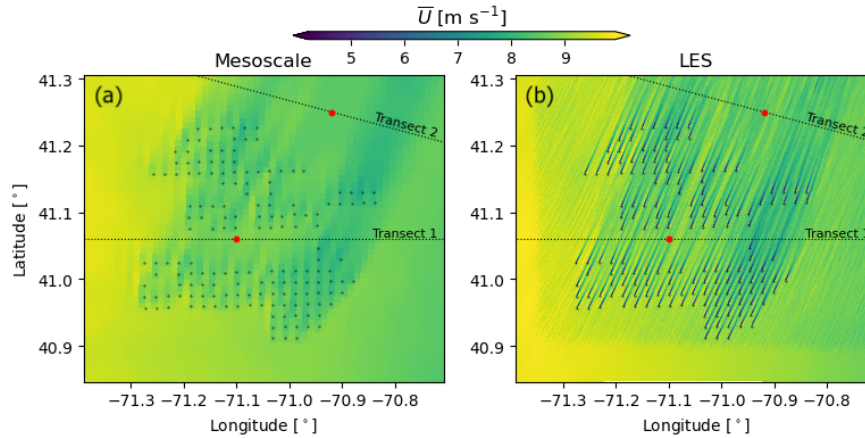 U [m s⁻¹]
5 6 7 8 9
Mesoscale
LES
(a)
(b)
Transect 2
Transect 2
Transect 1
Transect 1
41.3
41.2
41.1
41.0
40.9
Latitude [°]
41.3
41.2
41.1
41.0
40.9
−71.3 −71.2 −71.1 −71.0 −70.9 −70.8
−71.3 −71.2 −71.1 −71.0 −70.9 −70.8
Longitude [°]
Longitude [°]